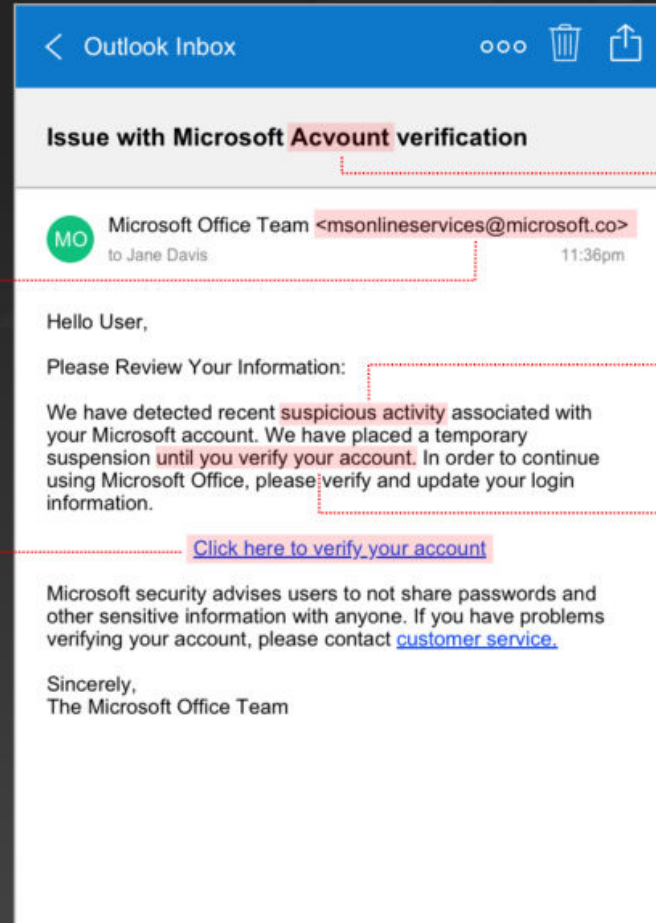 Outlook Inbox
Issue with Microsoft Acvount verification
MO
Microsoft Office Team <msonlineservices@microsoft.co>
to Jane Davis
11:36pm
Hello User,
Please Review Your Information:
We have detected recent suspicious activity associated with
your Microsoft account. We have placed a temporary
suspension until you verify your account. In order to continue
using Microsoft Office, please verify and update your login
information.
Click here to verify your account
Microsoft security advises users to not share passwords and
other sensitive information with anyone. If you have problems
verifying your account, please contact customer service.
Sincerely,
The Microsoft Office Team